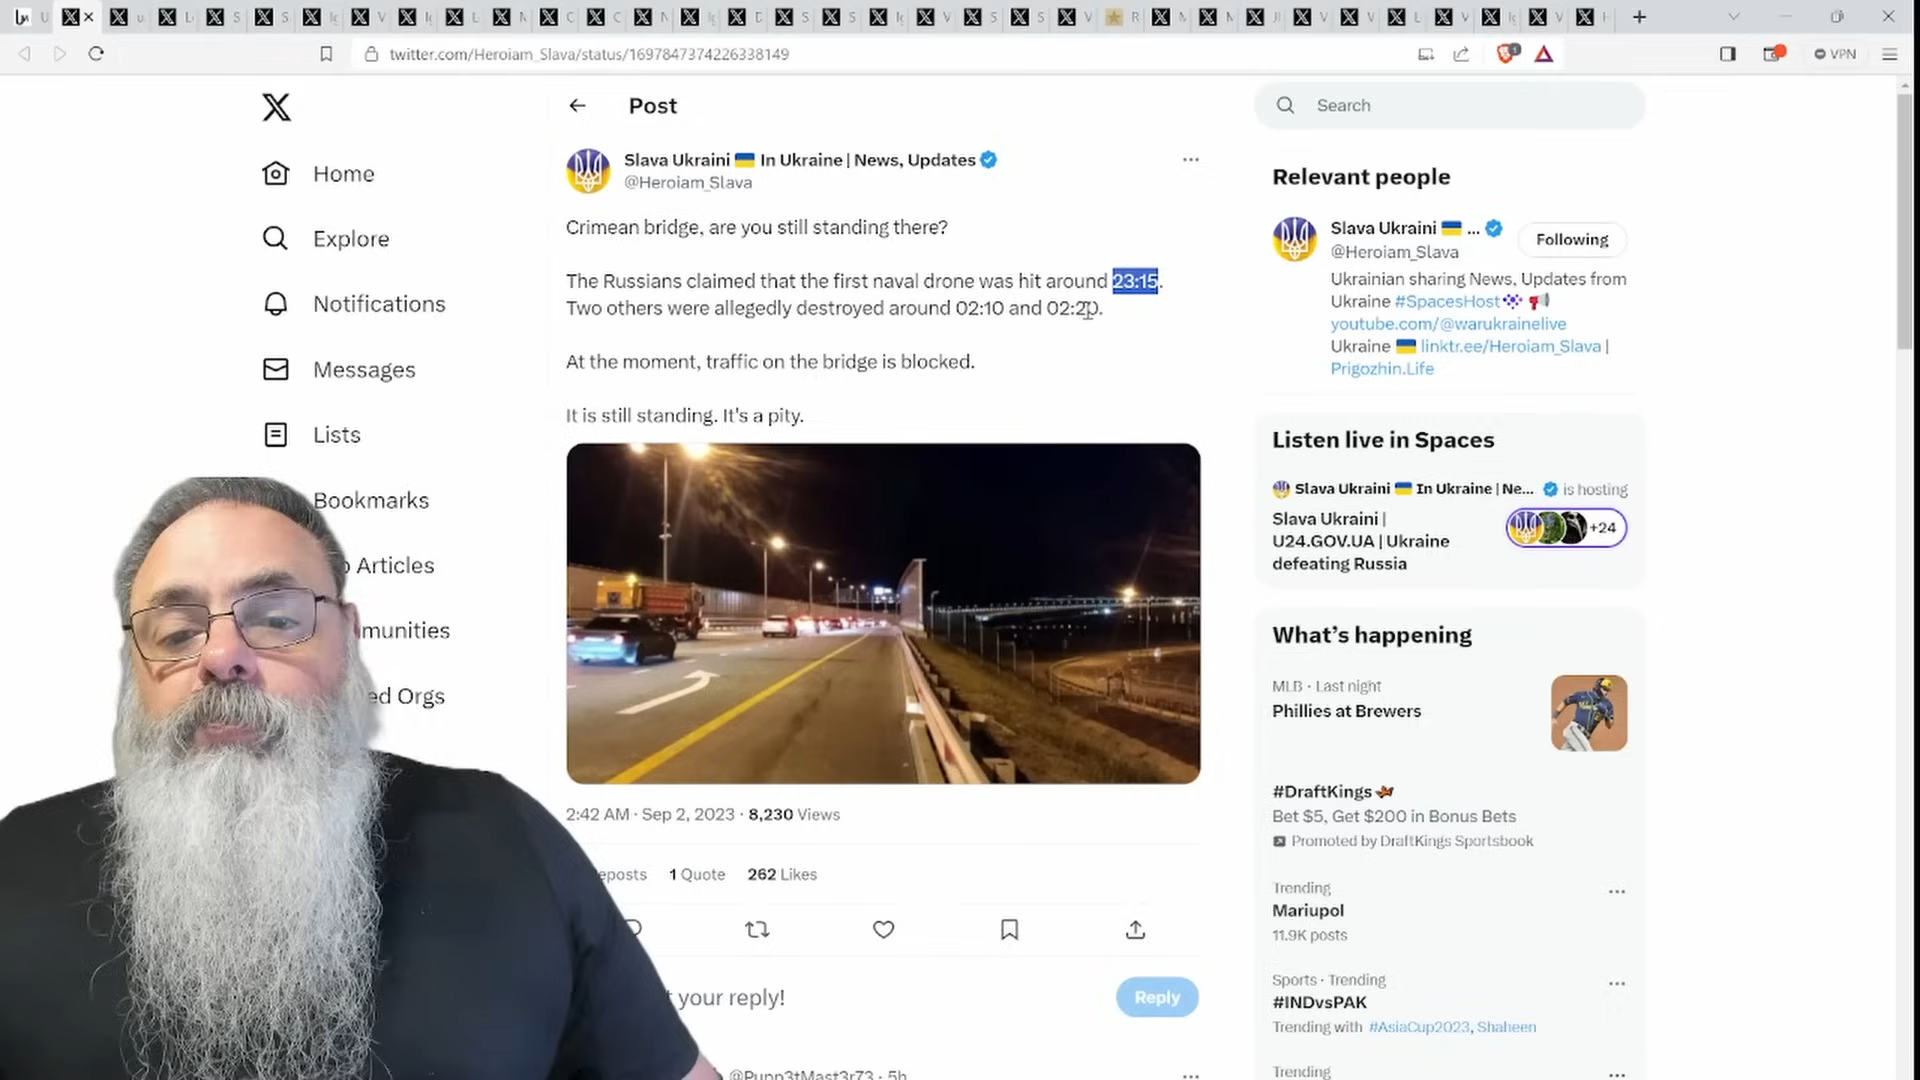 twitter.com/Heroiam_Slava/status/1697847374226338149
VPN
Post
Search
Home
Explore
Notifications
Messages
Lists
Bookmarks
Articles
Slava Ukraini 🇺🇦 In Ukraine | News, Updates
@Heroiam_Slava
Crimean bridge, are you still standing there?
The Russians claimed that the first naval drone was hit around 23:15.
Two others were allegedly destroyed around 02:10 and 02:20.
At the moment, traffic on the bridge is blocked.
It is still standing. It's a pity.
2:42 AM · Sep 2, 2023 · 8,230 Views
1 Quote 262 Likes
your reply!
Reply
@Pupp3tMast3r73 · 5h
Relevant people
Slava Ukraini 🇺🇦 ...
@Heroiam_Slava
Following
Ukrainian sharing News, Updates from
Ukraine #SpacesHost
youtube.com/@warukrainelive
Ukraine 🇺🇦 linktr.ee/Heroiam_Slava |
Prigozhin.Life
Listen live in Spaces
Slava Ukraini 🇺🇦 In Ukraine | Ne... is hosting
Slava Ukraini |
U24.GOV.UA | Ukraine
defeating Russia
+24
What's happening
MLB · Last night
Phillies at Brewers
#DraftKings
Bet $5, Get $200 in Bonus Bets
Promoted by DraftKings Sportsbook
Trending
Mariupol
11.9K posts
Sports · Trending
#INDvsPAK
Trending with #AsiaCup2023, Shaheen
Trending